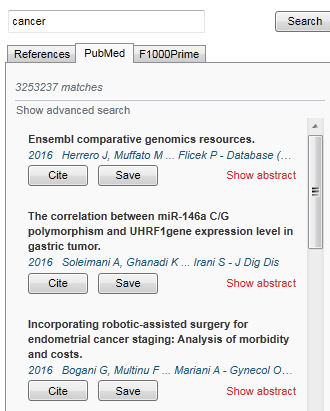 cancer
Search
References
PubMed
F1000Prime
3253237 matches
Show advanced search
Ensembl comparative genomics resources.
2016 Herrero J, Muffato M ... Flicek P - Database (…
Cite
Save
Show abstract
The correlation between miR-146a C/G
polymorphism and UHRF1gene expression level in
gastric tumor.
2016 Soleimani A, Ghanadi K ... Irani S - J Dig Dis
Cite
Save
Show abstract
Incorporating robotic-assisted surgery for
endometrial cancer staging: Analysis of morbidity
and costs.
2016 Bogani G, Multinu F ... Mariani A - Gynecol O…
Cite
Save
Show abstract